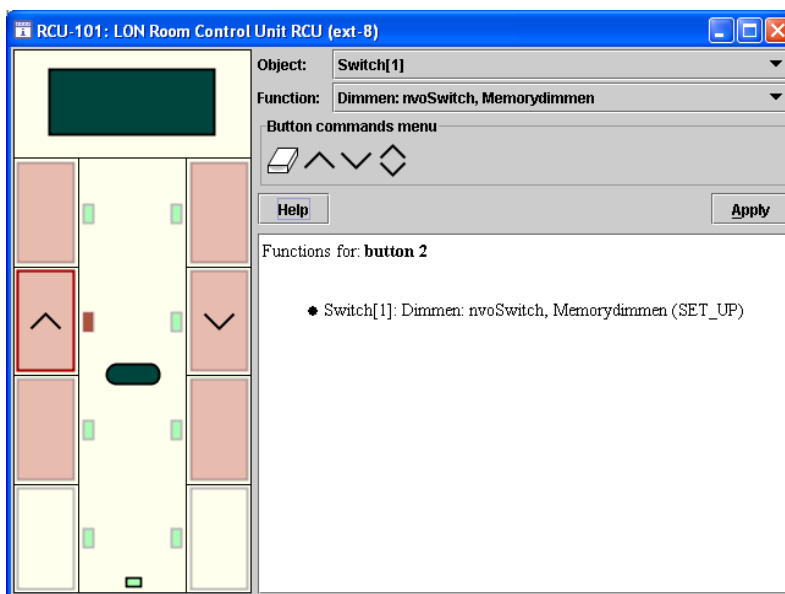 RCU-101: LON Room Control Unit RCU (ext-8)
Object: Switch[1]
Function: Dimmen: nvoSwitch, Memorydimmen
Button commands menu
Help Apply
Functions for: button 2
Switch[1]: Dimmen: nvoSwitch, Memorydimmen (SET_UP)